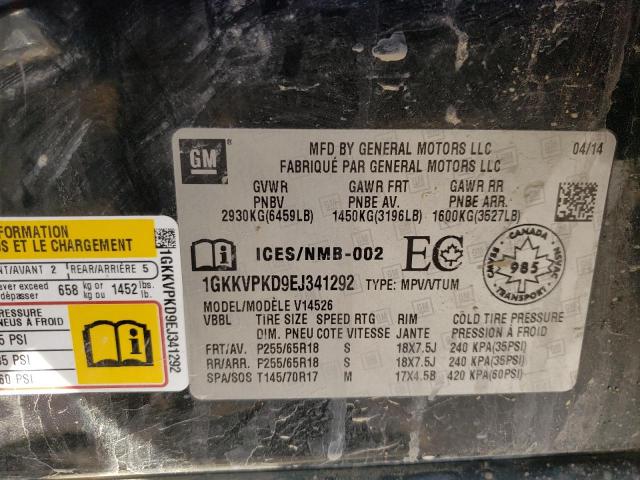 GM
MFD BY GENERAL MOTORS LLC 04/14
FABRIQUÉ PAR GENERAL MOTORS LLC
GVWR GAWR FRT GAWR RR
PNBV PNBE AV. PNBE ARR.
2930KG(6459LB) 1450KG(3196LB) 1600KG(3527LB)
ICES/NMB-002 EC
1GKKVPKD9EJ341292 TYPE: MPV/VTUM
CANADA
CMVSS 985 NSVAC
TRANSPORT
MODEL/MODÈLE V14526
VBBL TIRE SIZE SPEED RTG RIM COLD TIRE PRESSURE
DIM. PNEU COTE VITESSE JANTE PRESSION À FROID
FRT/AV. P255/65R18 S 18X7.5J 240 KPA(35PSI)
RR/ARR. P255/65R18 S 18X7.5J 240 KPA(35PSI)
SPA/SOS T145/70R17 M 17X4.5B 420 KPA(60PSI)
FORMATION
S ET LE CHARGEMENT
NT/AVANT 2 REAR/ARRIÈRE 5
ever exceed
dépasser 658 kg or 1452 lbs.
RESSURE
NEUS À FROID
5 PSI
35 PSI
60 PSI
1GKKVPKD9EJ341292